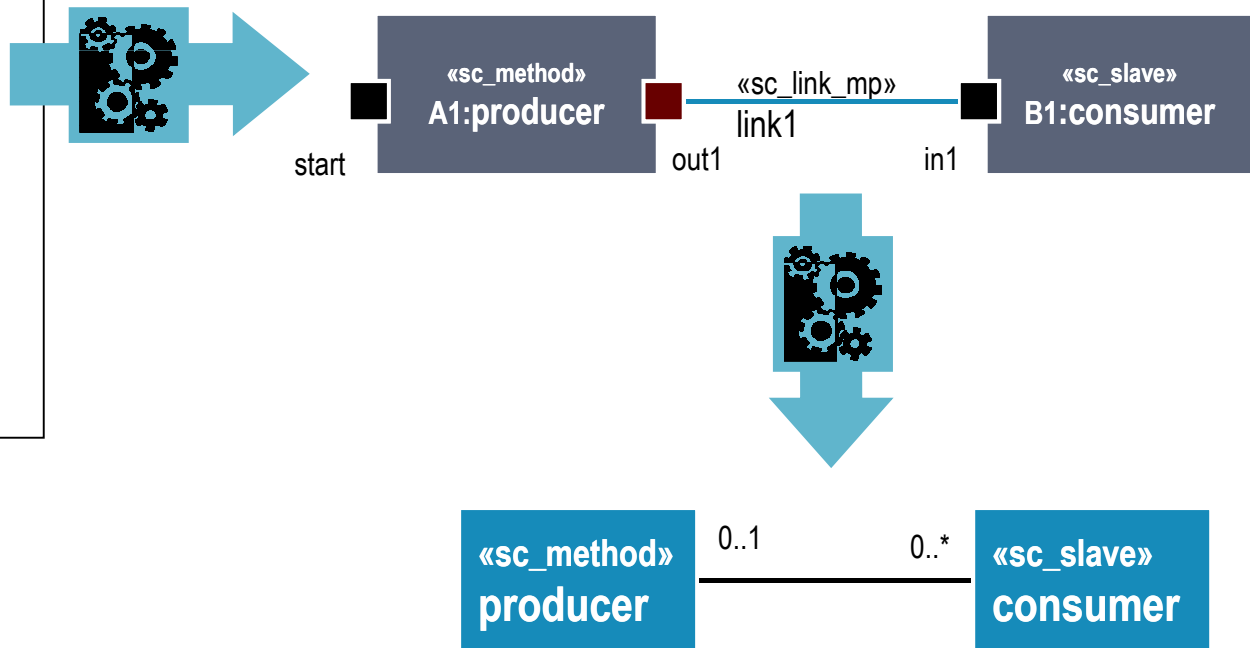 «sc_method»
A1:producer
«sc_link_mp»
link1
«sc_slave»
B1:consumer
start
out1
in1
«sc_method»
producer
0..1
0..*
«sc_slave»
consumer